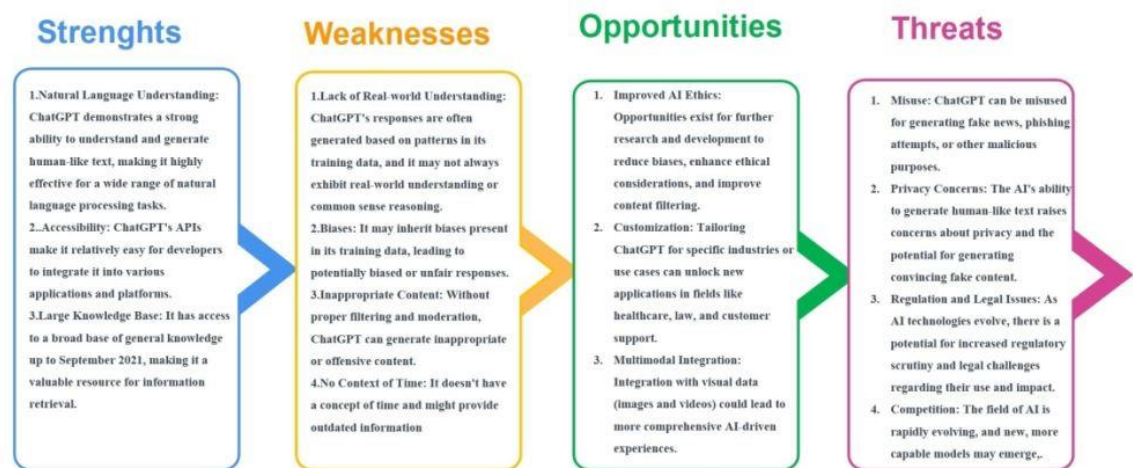 Strenghts
1.Natural Language Understanding:
ChatGPT demonstrates a strong
ability to understand and generate
human-like text, making it highly
effective for a wide range of natural
language processing tasks.
2..Accessibility: ChatGPT's APIs
make it relatively easy for developers
to integrate it into various
applications and platforms.
3.Large Knowledge Base: It has access
to a broad base of general knowledge
up to September 2021, making it a
valuable resource for information
retrieval.
Weaknesses
1.Lack of Real-world Understanding:
ChatGPT's responses are often
generated based on patterns in its
training data, and it may not always
exhibit real-world understanding or
common sense reasoning.
2.Biases: It may inherit biases present
in its training data, leading to
potentially biased or unfair responses.
3.Inappropriate Content: Without
proper filtering and moderation,
ChatGPT can generate inappropriate
or offensive content.
4.No Context of Time: It doesn't have
a concept of time and might provide
outdated information
Opportunities
1. Improved AI Ethics:
Opportunities exist for further
research and development to
reduce biases, enhance ethical
considerations, and improve
content filtering.
2. Customization: Tailoring
ChatGPT for specific industries or
use cases can unlock new
applications in fields like
healthcare, law, and customer
support.
3. Multimodal Integration:
Integration with visual data
(images and videos) could lead to
more comprehensive AI-driven
experiences.
Threats
1. Misuse: ChatGPT can be misused
for generating fake news, phishing
attempts, or other malicious
purposes.
2. Privacy Concerns: The AI's ability
to generate human-like text raises
concerns about privacy and the
potential for generating
convincing fake content.
3. Regulation and Legal Issues: As
AI technologies evolve, there is a
potential for increased regulatory
scrutiny and legal challenges
regarding their use and impact.
4. Competition: The field of AI is
rapidly evolving, and new, more
capable models may emerge,.